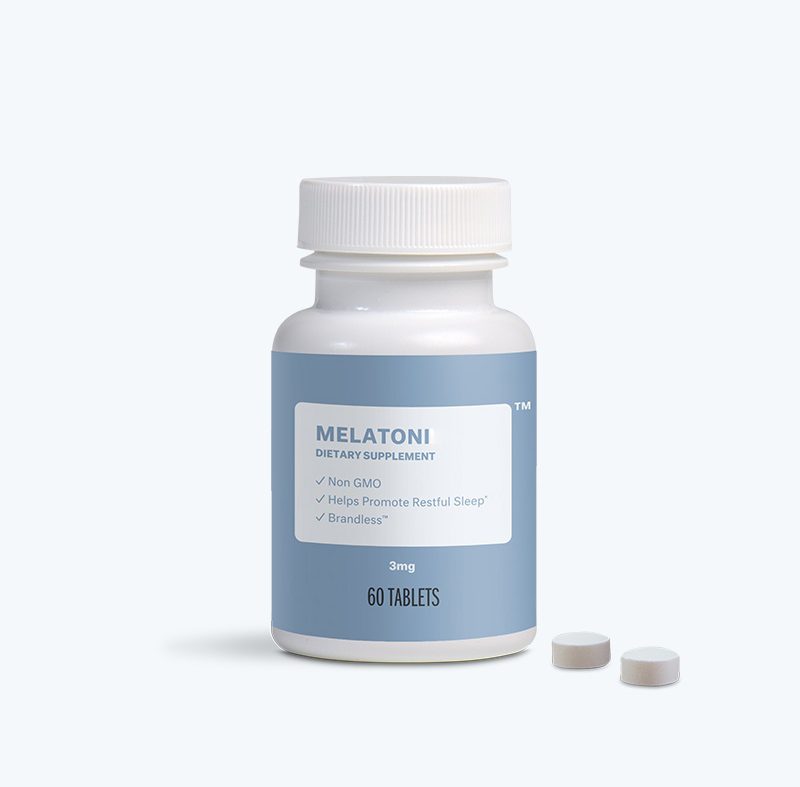 TM
MELATONI
DIETARY SUPPLEMENT
✓ Non GMO
✓ Helps Promote Restful Sleep*
✓ Brandless™
3mg
60 TABLETS